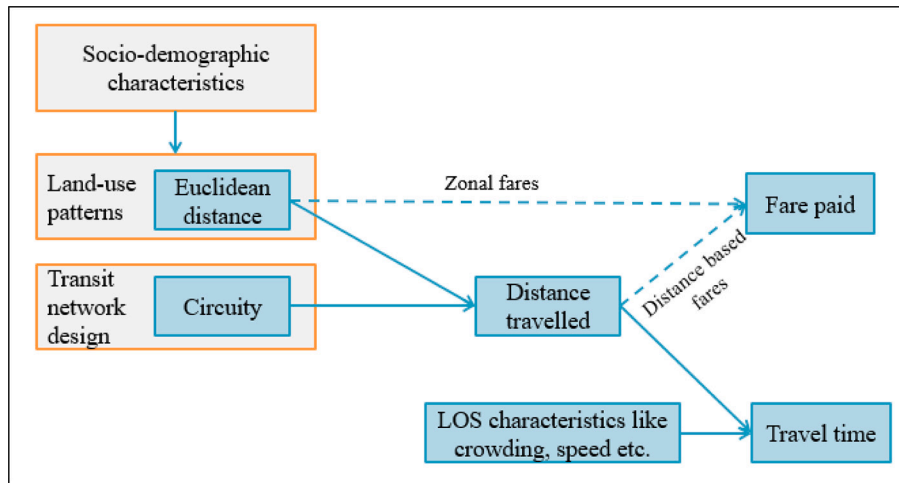 Socio-demographic
characteristics
Land-use
patterns
Euclidean
distance
Zonal fares
Fare paid
Distance based
fares
Transit
network
design
Circuity
Distance
travelled
LOS characteristics like
crowding, speed etc.
Travel time